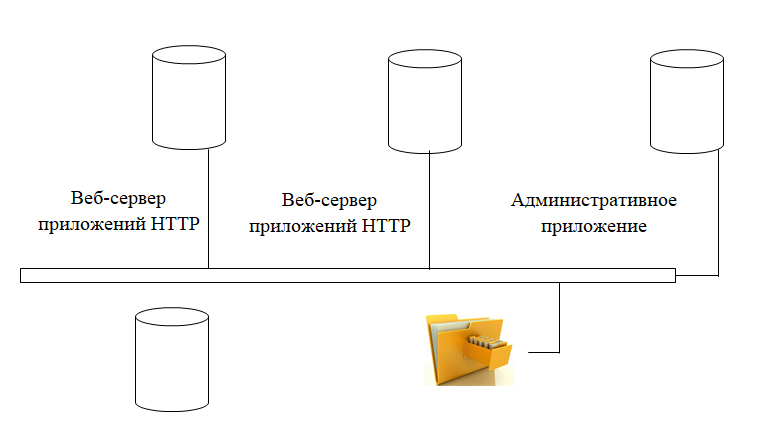 Веб-сервер
приложений HTTP
Веб-сервер
приложений HTTP
Административное
приложение